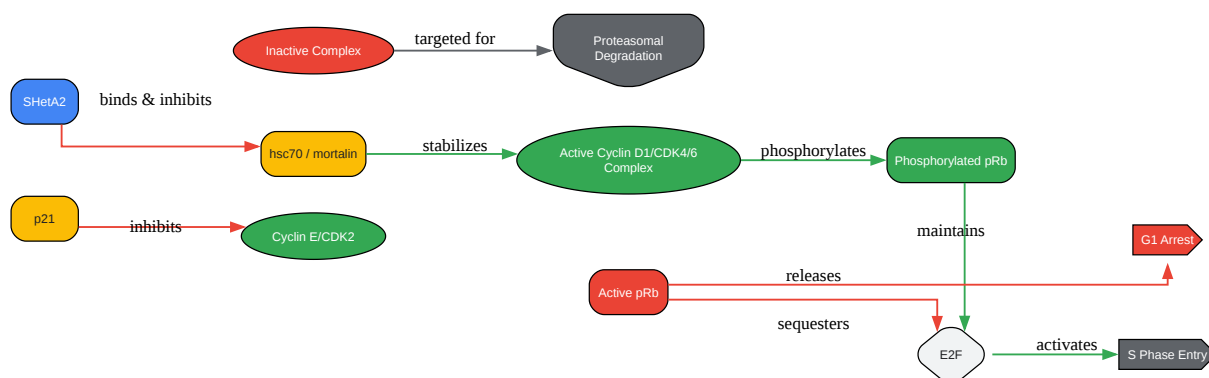 Inactive Complex
targeted for
Proteasomal
Degradation
SHetA2
binds & inhibits
hsc70 / mortalin
stabilizes
Active Cyclin D1/CDK4/6
Complex
phosphorylates
Phosphorylated pRb
p21
inhibits
Cyclin E/CDK2
maintains
G1 Arrest
Active pRb
releases
sequesters
E2F
activates
S Phase Entry